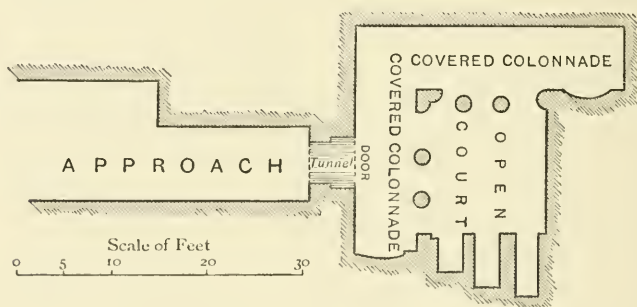 COVERED COLONNADE
COVERED COLONNADE
OPEN
COURT
APPROACH
Tunnel
DOOR
Scale of Feet
0 5 10 20 30